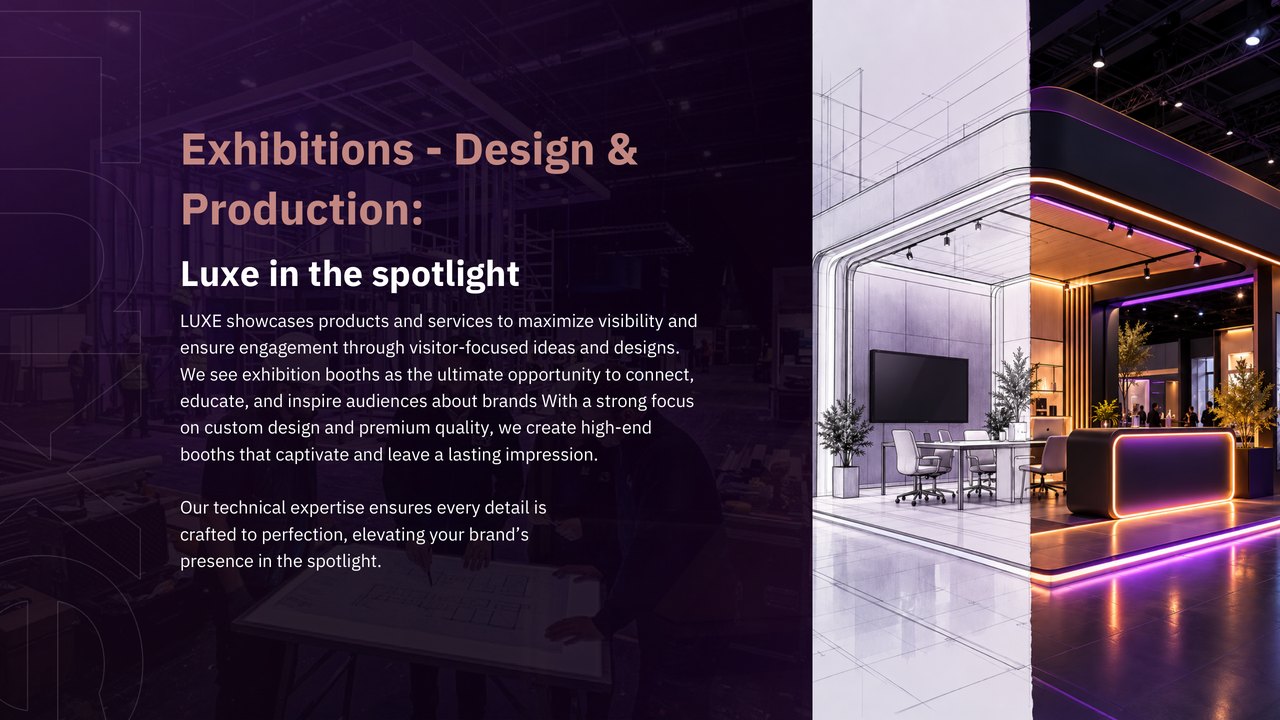 Exhibitions - Design &
Production:
Luxe in the spotlight
LUXE showcases products and services to maximize visibility and
ensure engagement through visitor-focused ideas and designs.
We see exhibition booths as the ultimate opportunity to connect,
educate, and inspire audiences about brands With a strong focus
on custom design and premium quality, we create high-end
booths that captivate and leave a lasting impression.
Our technical expertise ensures every detail is
crafted to perfection, elevating your brand’s
presence in the spotlight.